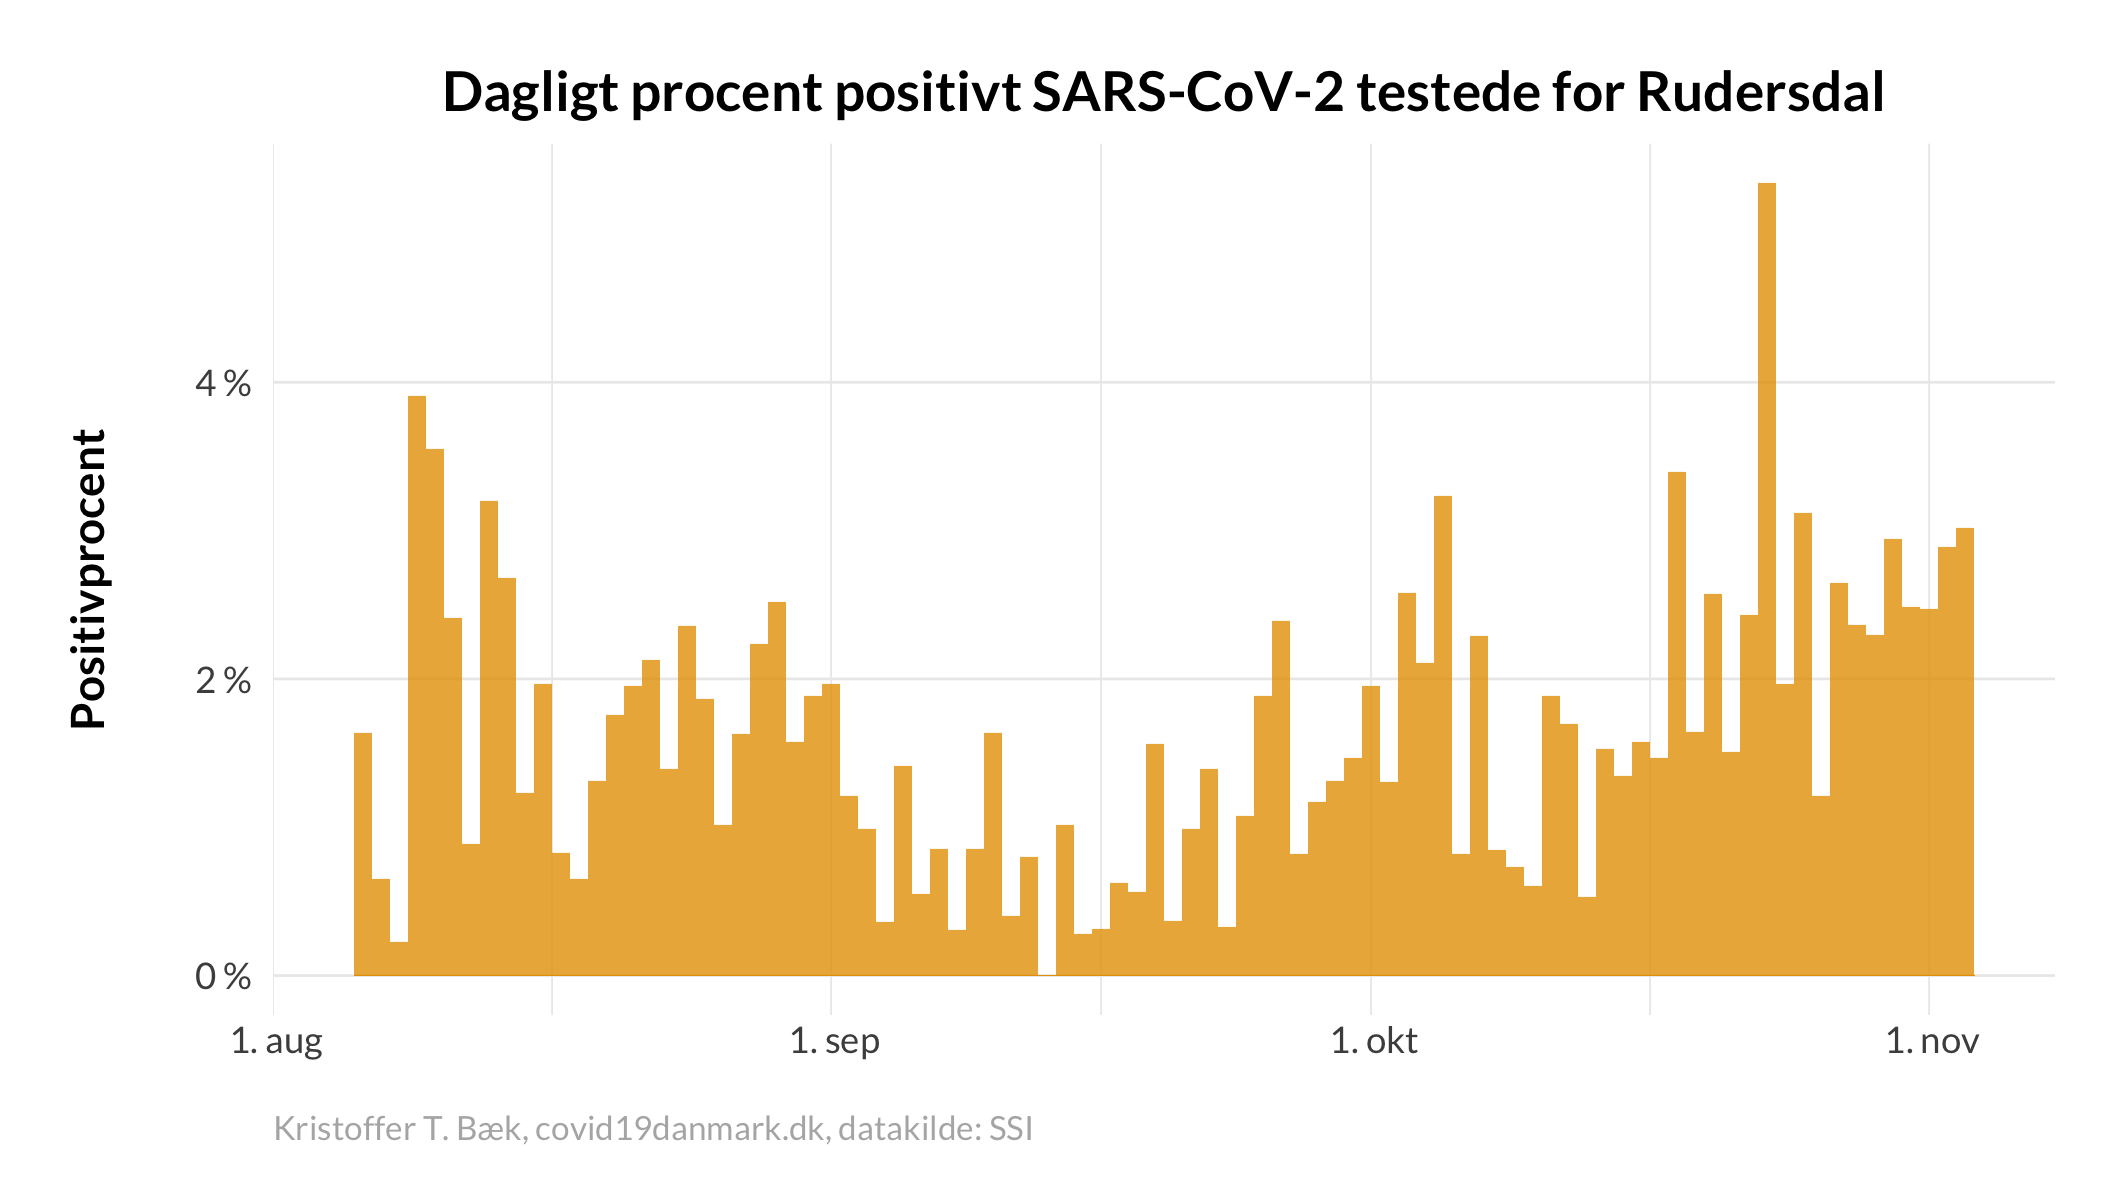 Dagligt procent positivt SARS-CoV-2 testede for Rudersdal
Positivprocent
4 %
2 %
0 %
1. aug
1. sep
1. okt
1. nov
Kristoffer T. Bæk, covid19danmark.dk, datakilde: SSI